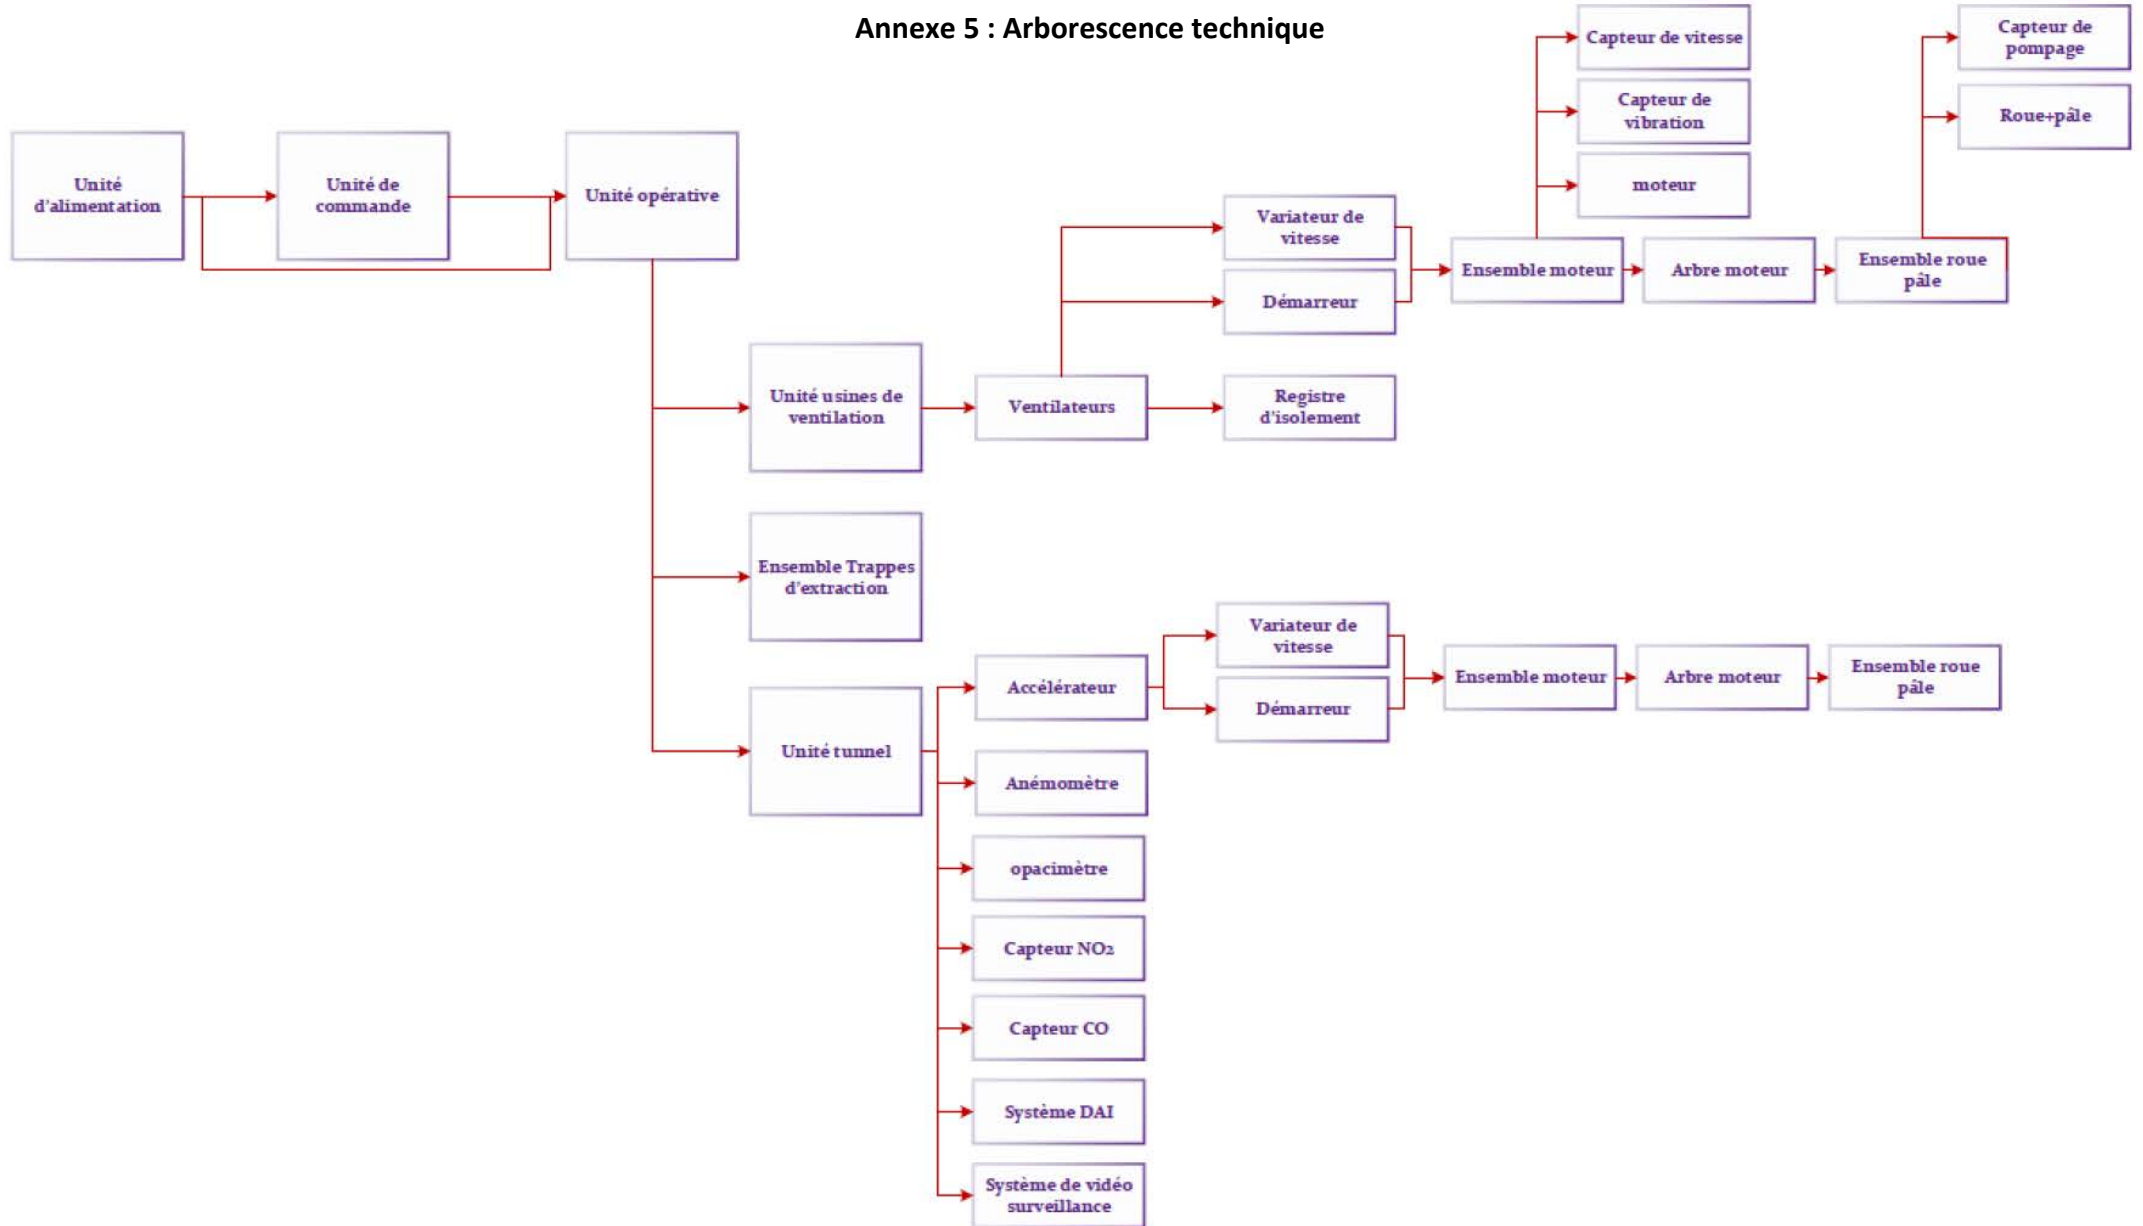 Annexe 5 : Arborescence technique
Capteur de vitesse
Capteur de
vibration
moteur
Capteur de
pompage
Roue+pâle
Unité
d'alimentation
Unité de
commande
Unité opérative
Variateur de
vitesse
Démarreur
Ensemble moteur
Arbre moteur
Ensemble roue
pâle
Unité usines de
ventilation
Ventilateurs
Registre
d'isolement
Ensemble Trappes
d'extraction
Unité tunnel
Accélérateur
Variateur de
vitesse
Démarreur
Ensemble moteur
Arbre moteur
Ensemble roue
pâle
Anémomètre
opacimètre
Capteur NO2
Capteur CO
Système DAI
Système de vidéo
surveillance